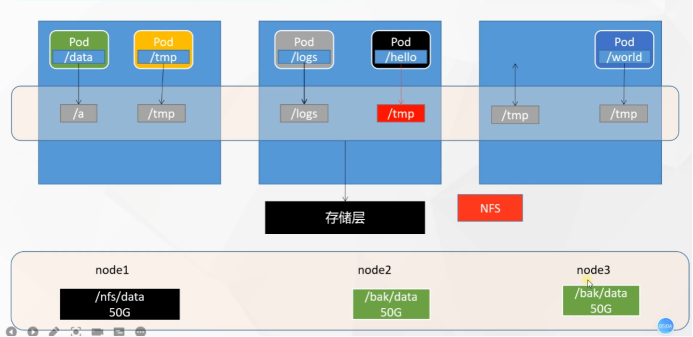 Pod
/data
Pod
/tmp
Pod
/logs
Pod
/hello
Pod
/world
/a
/tmp
/logs
/tmp
/tmp
/tmp
存储层
NFS
node1
node2
node3
/nfs/data
50G
/bak/data
50G
/bak/data
50G